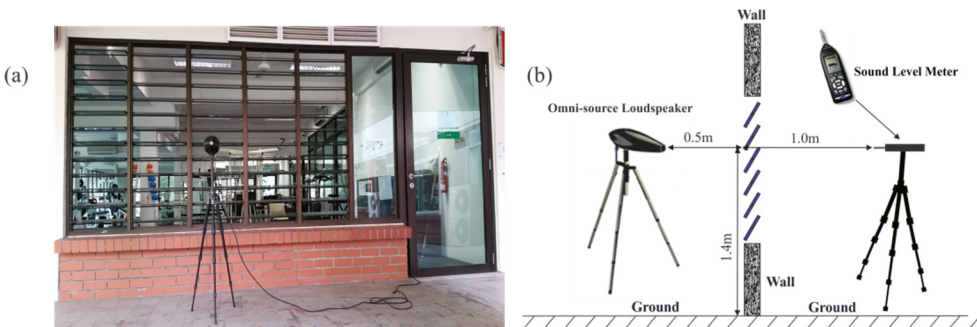 (a)
(b)
Wall
Sound Level Meter
Omni-source Loudspeaker
0.5m
1.0m
1.4m
Wall
Ground
Ground